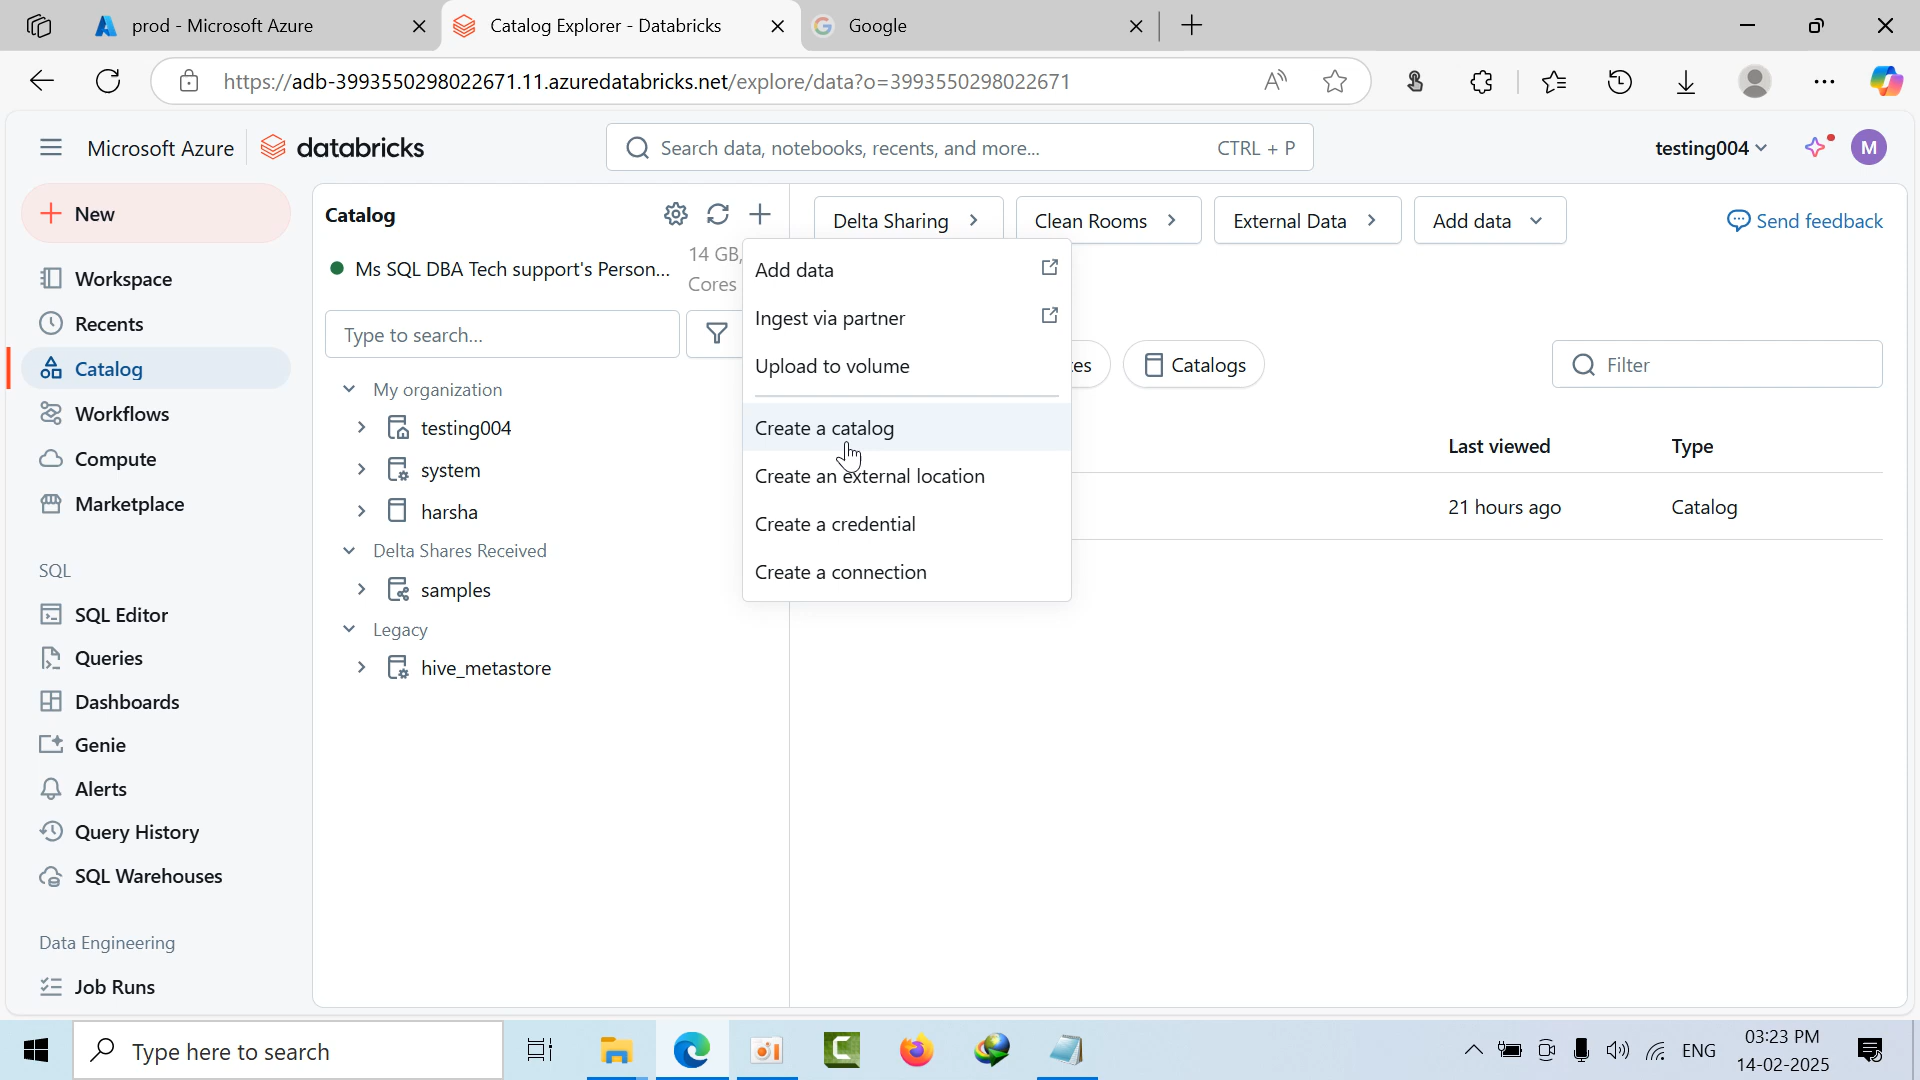 prod - Microsoft Azure
Catalog Explorer - Databricks
Google
https://adb-3993550298022671.11.azuredatabricks.net/explore/data?o=3993550298022671
Microsoft Azure
databricks
Search data, notebooks, recents, and more...
CTRL + P
testing004
M
New
Workspace
Recents
Catalog
Workflows
Compute
Marketplace
SQL
SQL Editor
Queries
Dashboards
Genie
Alerts
Query History
SQL Warehouses
Data Engineering
Job Runs
Catalog
Ms SQL DBA Tech support's Person...
14 GB,
Cores
Type to search...
My organization
testing004
system
harsha
Delta Shares Received
samples
Legacy
hive_metastore
Add data
Ingest via partner
Upload to volume
Create a catalog
Create an external location
Create a credential
Create a connection
Delta Sharing
Clean Rooms
External Data
Add data
Send feedback
Catalogs
Filter
Last viewed
Type
21 hours ago
Catalog
Type here to search
ENG
03:23 PM
14-02-2025